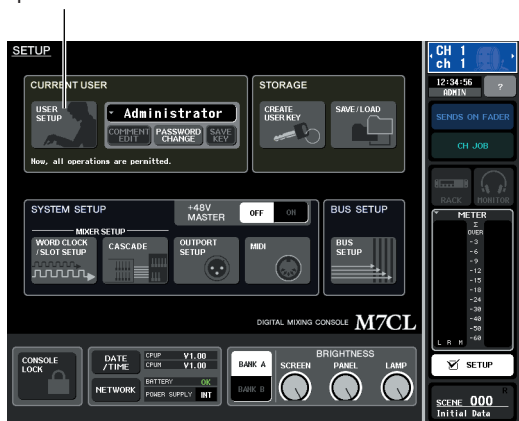 SETUP
CH 1
ch 1
12:34:56
ADMIN
?
CURRENT USER
USER
SETUP
Administrator
COMMENT
EDIT
PASSWORD
CHANGE
SAVE
KEY
Now, all operations are permitted.
STORAGE
CREATE
USER KEY
SAVE/LOAD
SENDS ON FADER
CH JOB
RACK
MONITOR
SYSTEM SETUP
+48V
MASTER
OFF
ON
MIXER SETUP
WORD CLOCK
/SLOT SETUP
CASCADE
OUTPORT
SETUP
MIDI
BUS SETUP
BUS
SETUP
METER
Σ
OVER
-3
-6
-9
-12
-15
-18
-24
-30
-40
-50
-60
L R M
DIGITAL MIXING CONSOLE M7CL
CONSOLE
LOCK
DATE
/TIME
CPUP V1.00
CPUM V1.00
NETWORK
BATTERY OK
POWER SUPPLY INT
BANK A
BANK B
BRIGHTNESS
SCREEN
PANEL
LAMP
SETUP
R
SCENE 000
Initial Data